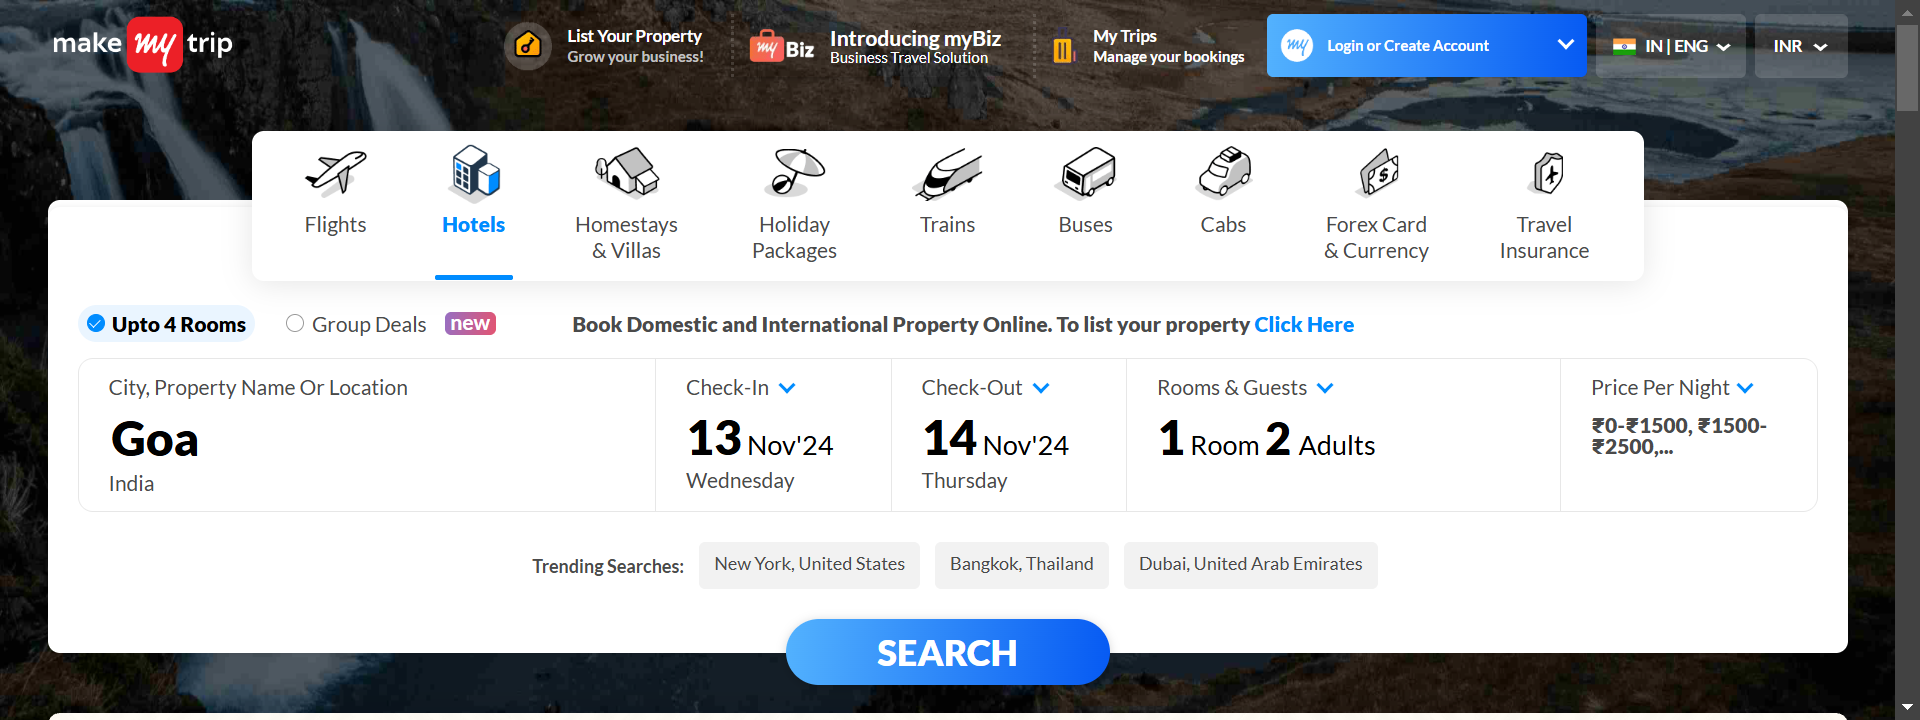 make my trip
List Your Property
Grow your business!
my Biz
Introducing myBiz
Business Travel Solution
My Trips
Manage your bookings
my
Login or Create Account
IN | ENG
INR
Flights
Hotels
Homestays
& Villas
Holiday
Packages
Trains
Buses
Cabs
Forex Card
& Currency
Travel
Insurance
Upto 4 Rooms
Group Deals
new
Book Domestic and International Property Online. To list your property Click Here
City, Property Name Or Location
Goa
India
Check-In
13 Nov'24
Wednesday
Check-Out
14 Nov'24
Thursday
Rooms & Guests
1 Room 2 Adults
Price Per Night
₹0-₹1500, ₹1500-
₹2500,...
Trending Searches:
New York, United States
Bangkok, Thailand
Dubai, United Arab Emirates
SEARCH